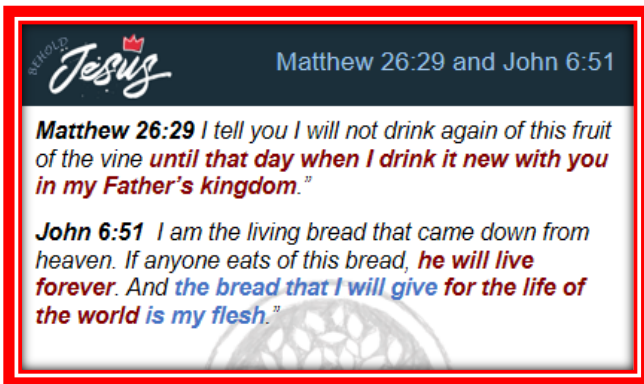 BEHOLD
Jesus
Matthew 26:29 and John 6:51
Matthew 26:29 I tell you I will not drink again of this fruit
of the vine until that day when I drink it new with you
in my Father's kingdom.”
John 6:51 I am the living bread that came down from
heaven. If anyone eats of this bread, he will live
forever. And the bread that I will give for the life of
the world is my flesh.”